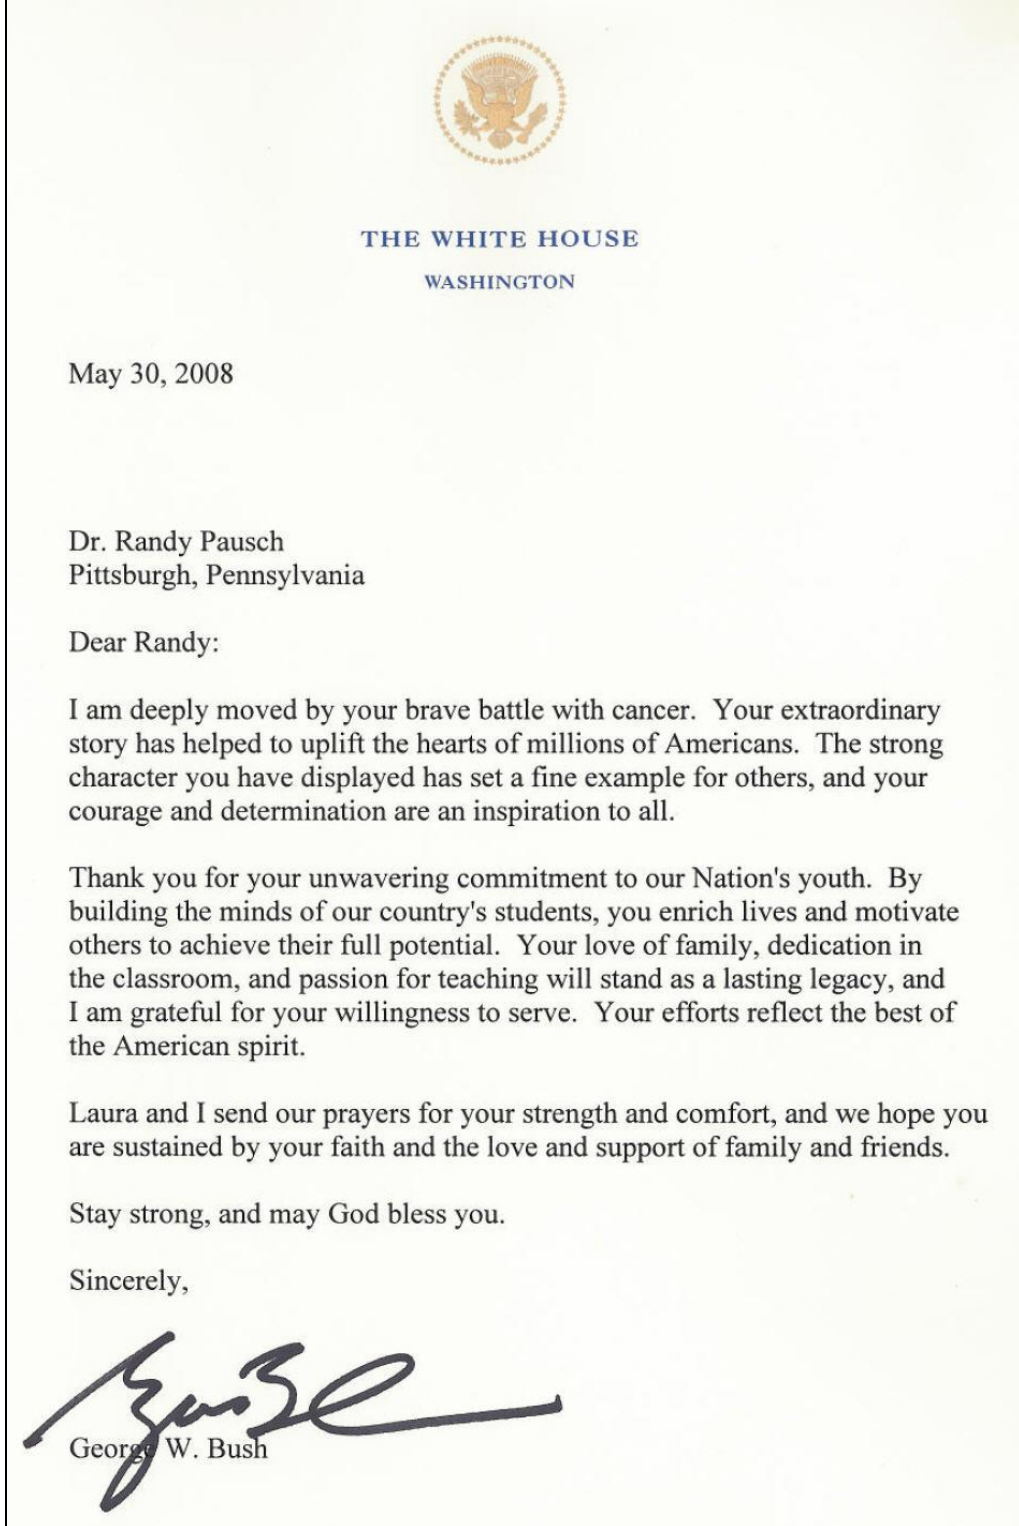 THE WHITE HOUSE
WASHINGTON
May 30, 2008
Dr. Randy Pausch
Pittsburgh, Pennsylvania
Dear Randy:
I am deeply moved by your brave battle with cancer.  Your extraordinary
story has helped to uplift the hearts of millions of Americans.  The strong
character you have displayed has set a fine example for others, and your
courage and determination are an inspiration to all.
Thank you for your unwavering commitment to our Nation's youth.  By
building the minds of our country's students, you enrich lives and motivate
others to achieve their full potential.  Your love of family, dedication in
the classroom, and passion for teaching will stand as a lasting legacy, and
I am grateful for your willingness to serve.  Your efforts reflect the best of
the American spirit.
Laura and I send our prayers for your strength and comfort, and we hope you
are sustained by your faith and the love and support of family and friends.
Stay strong, and may God bless you.
Sincerely,
George W. Bush